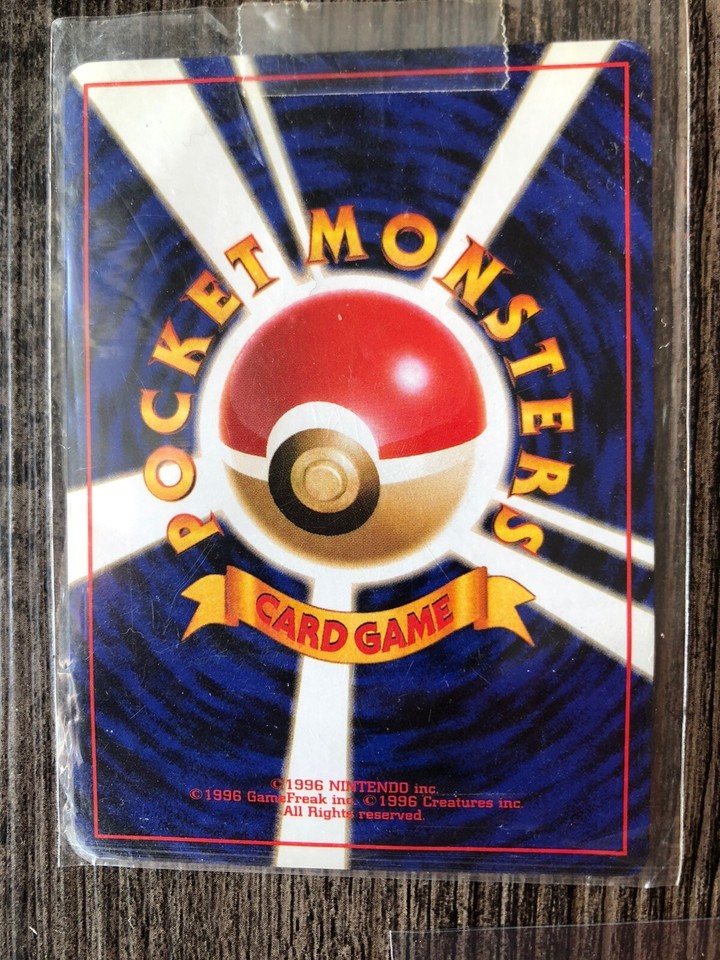 POCKET MONSTERS
CARD GAME
©1996 NINTENDO inc.
©1996 GameFreak inc. ©1996 Creatures inc.
All Rights reserved.